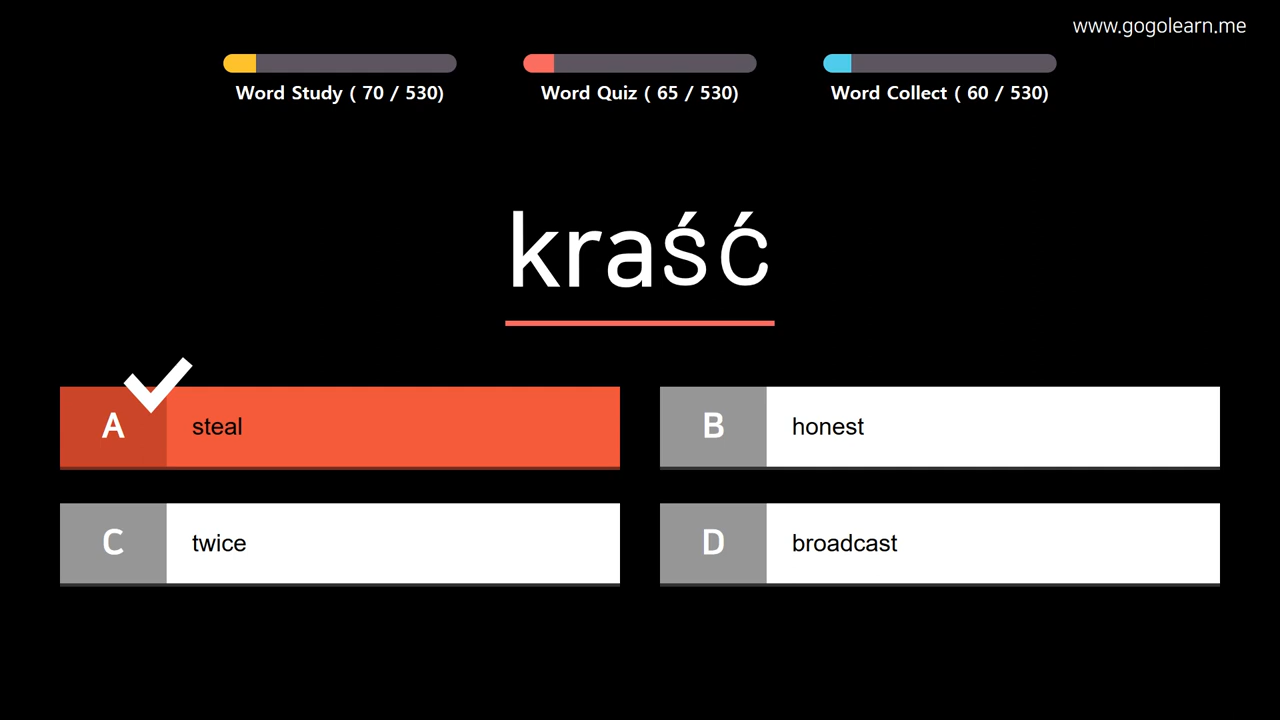 www.gogolearn.me
Word Study ( 70 / 530)
Word Quiz ( 65 / 530)
Word Collect ( 60 / 530)
kraść
A steal
B honest
C twice
D broadcast